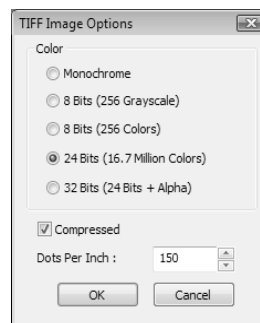 TIFF Image Options
Color
Monochrome
8 Bits (256 Grayscale)
8 Bits (256 Colors)
24 Bits (16.7 Million Colors)
32 Bits (24 Bits + Alpha)
Compressed
Dots Per Inch : 150
OK Cancel